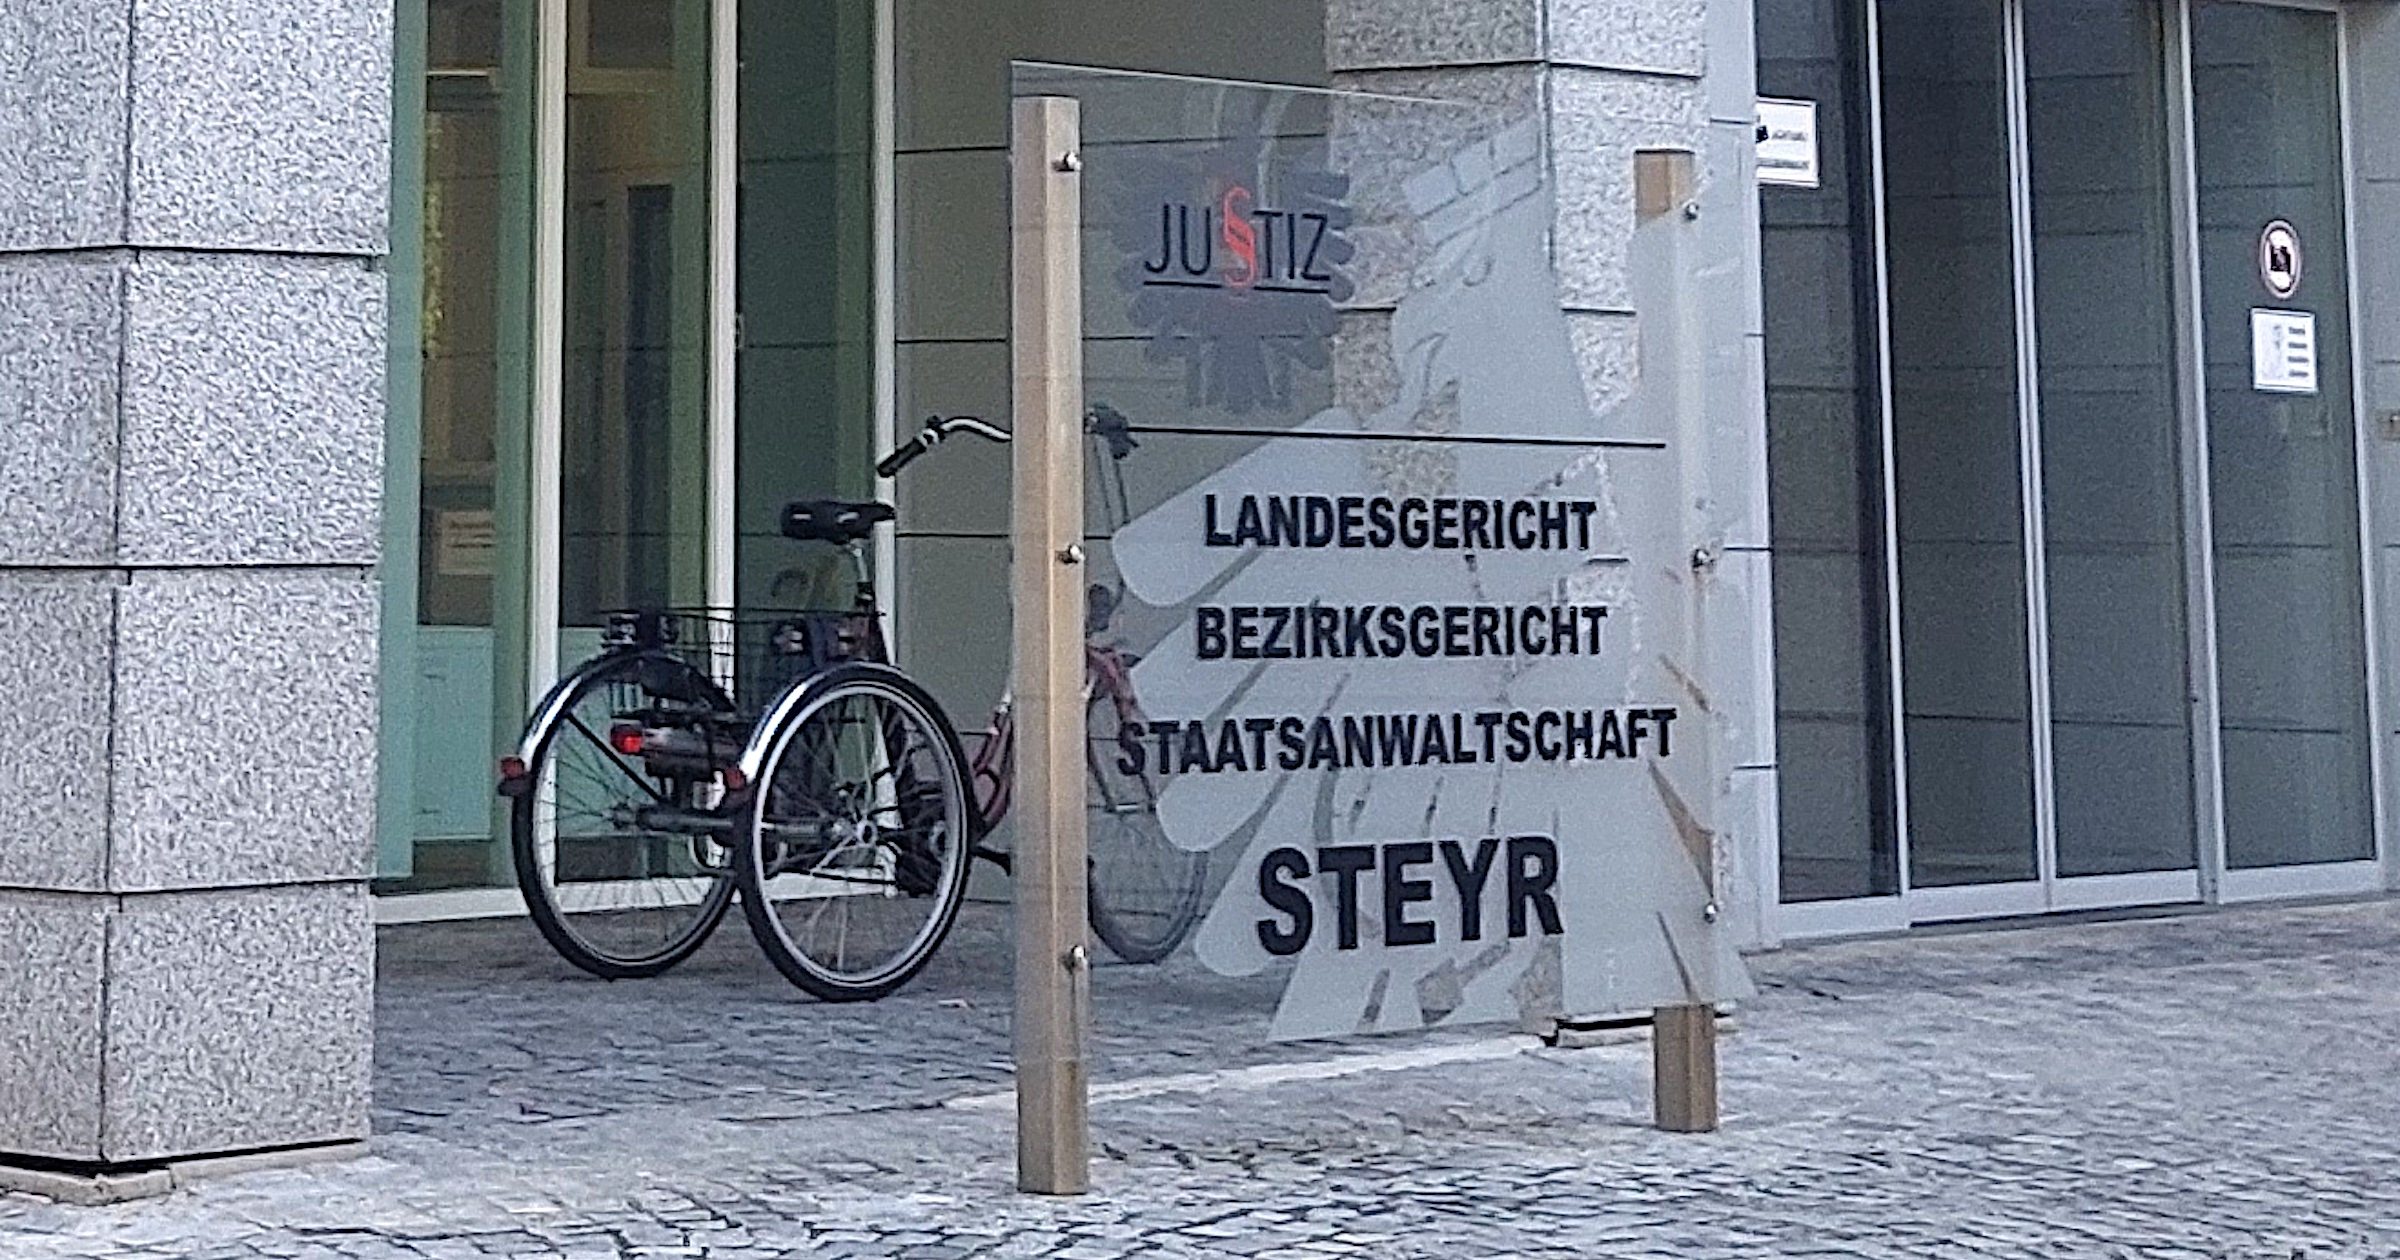 JU§TIZ
LANDESGERICHT
BEZIRKSGERICHT
STAATSANWALTSCHAFT
STEYR